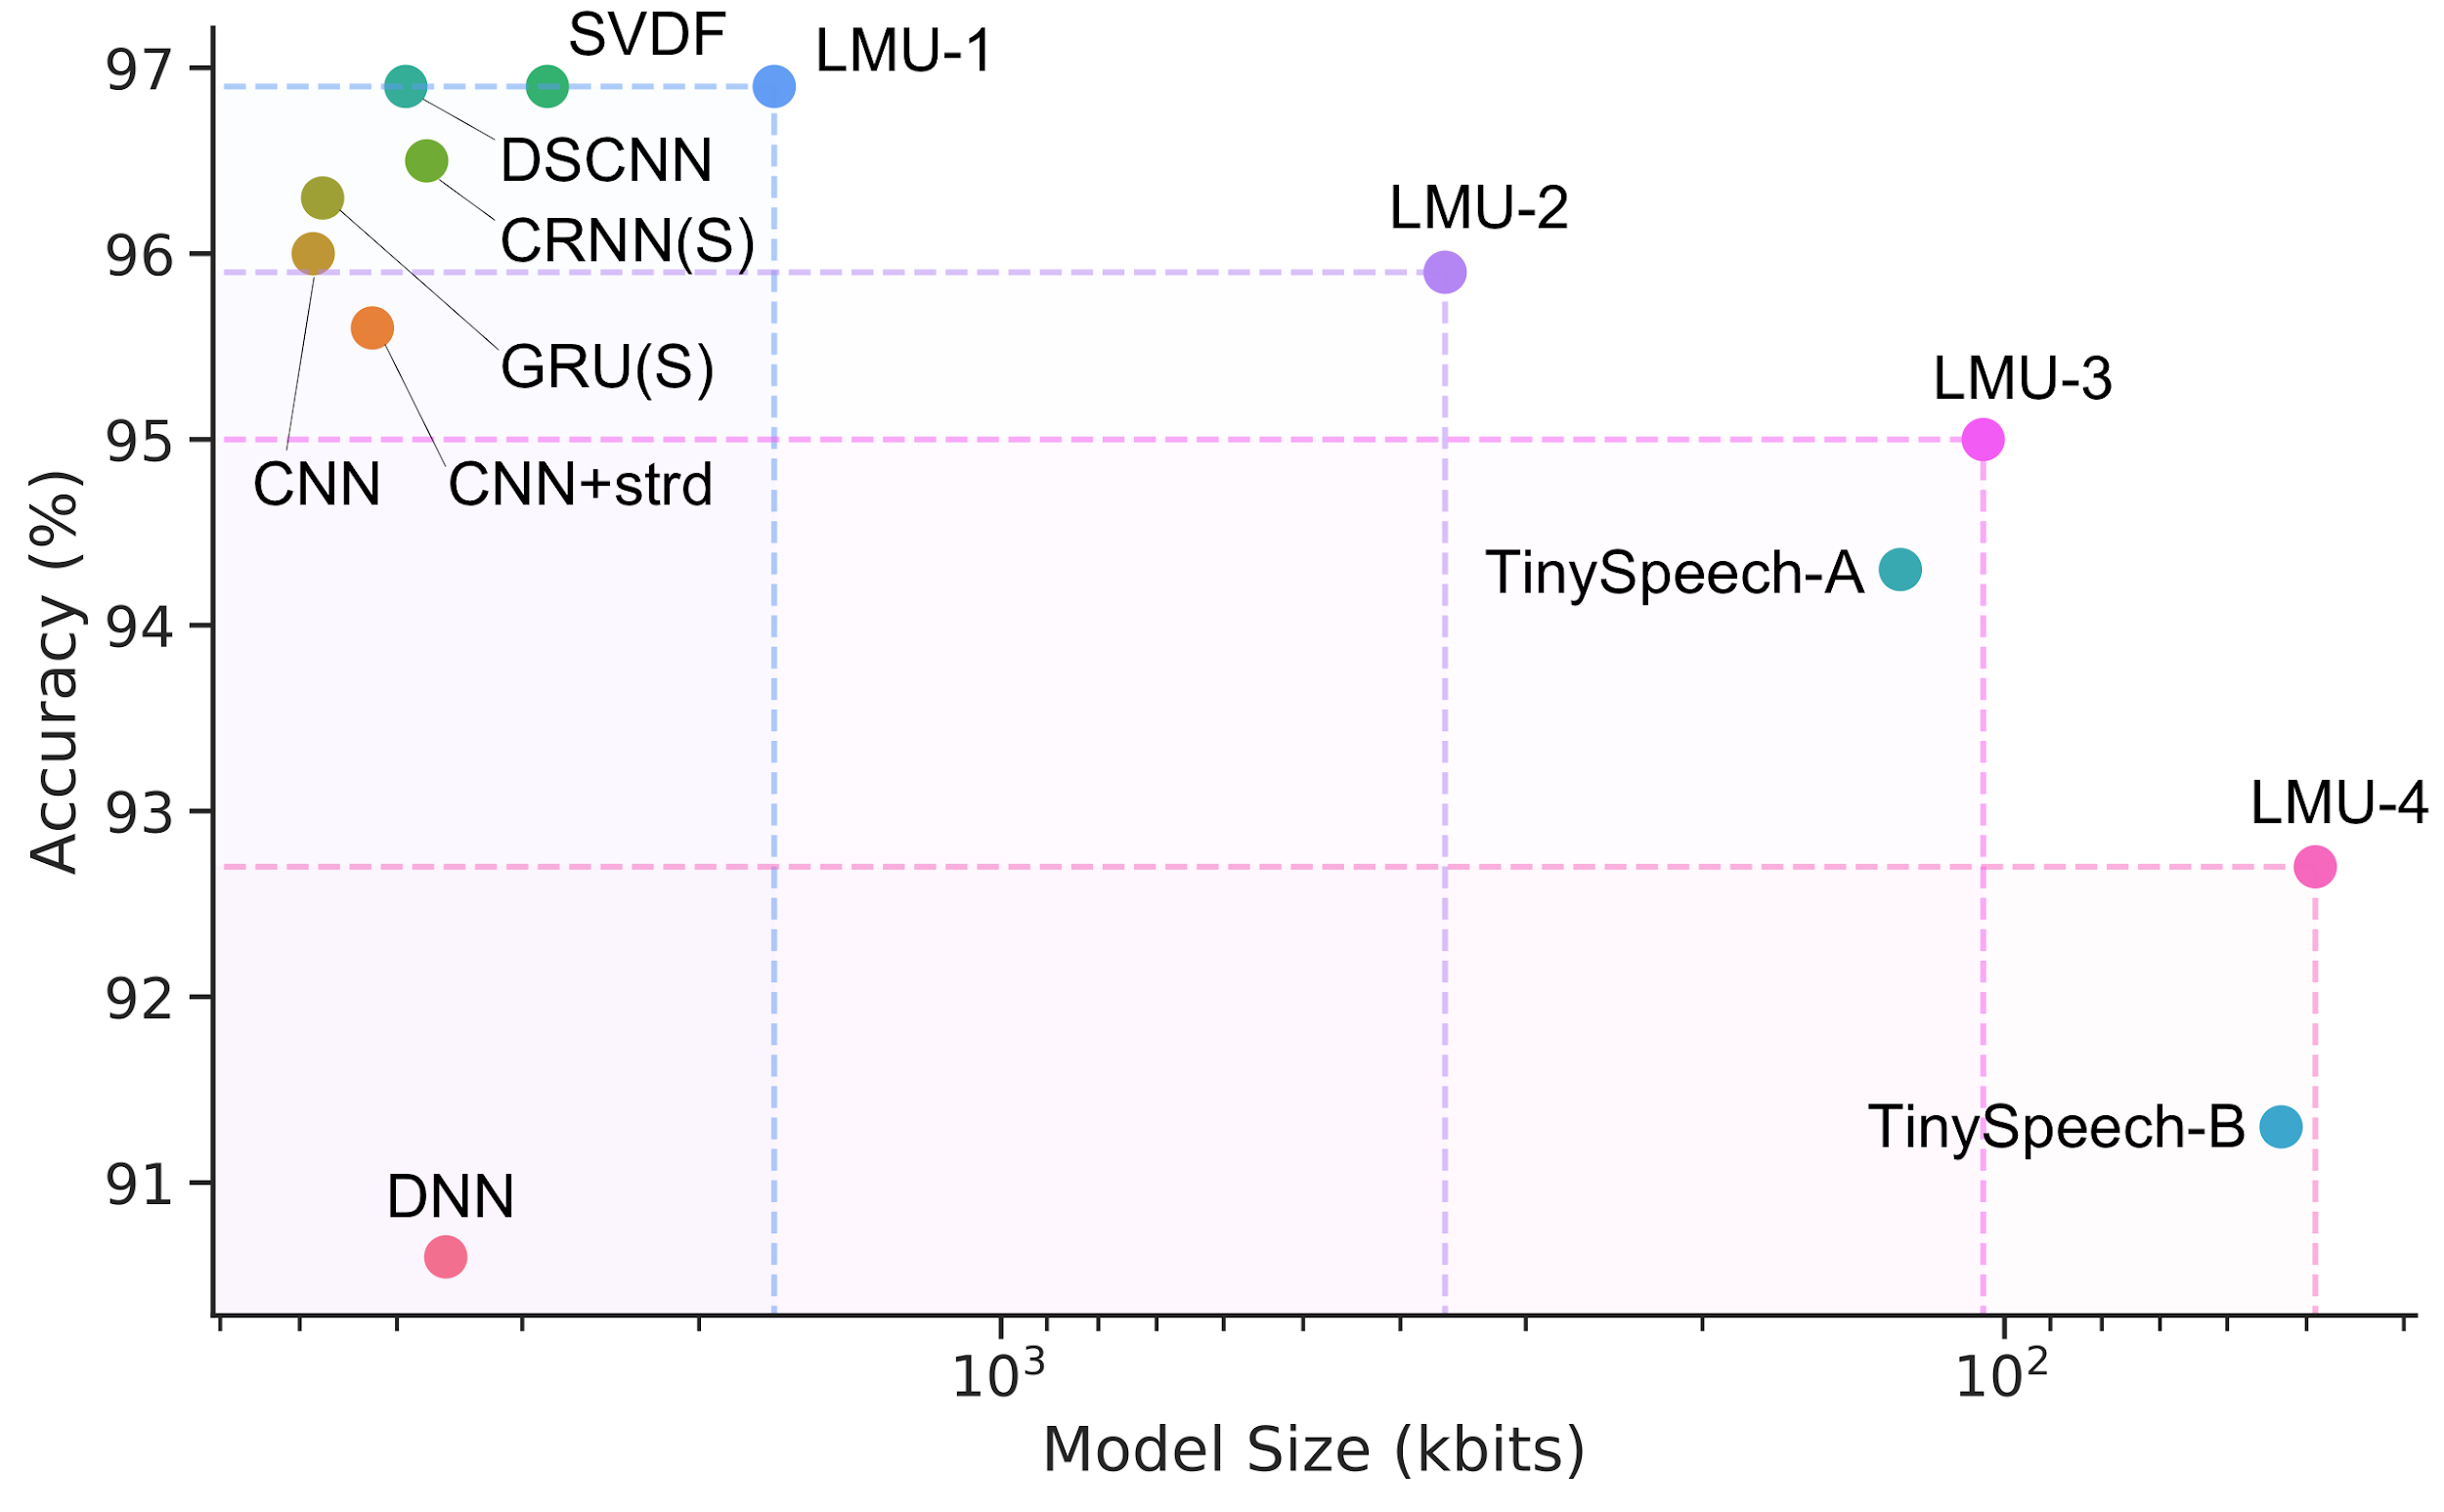 SVDF
LMU-1
97
DSCNN
LMU-2
CRNN(S)
96
LMU-3
GRU(S)
95
CNN
CNN+strd
TinySpeech-A
94
Accuracy (%)
LMU-4
93
92
TinySpeech-B
91
DNN
10³
10²
Model Size (kbits)